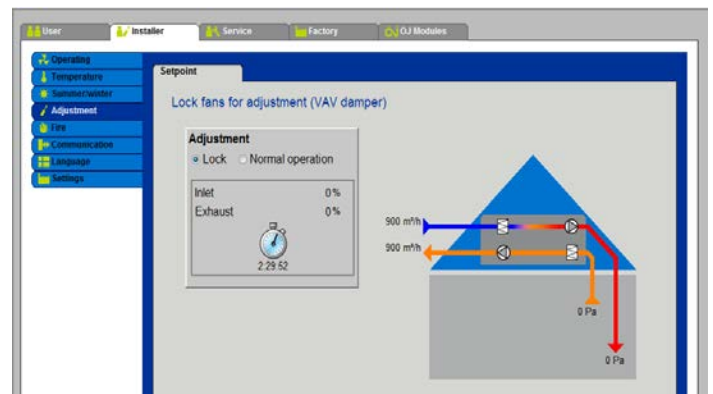 User
Installer
Service
Factory
OJ Modules
Operating
Temperature
Summer/winter
Adjustment
Fire
Communication
Language
Settings
Setpoint
Lock fans for adjustment (VAV damper)
Adjustment
Lock Normal operation
Inlet 0%
Exhaust 0%
2:29:52
900 m³/h
900 m³/h
0 Pa
0 Pa